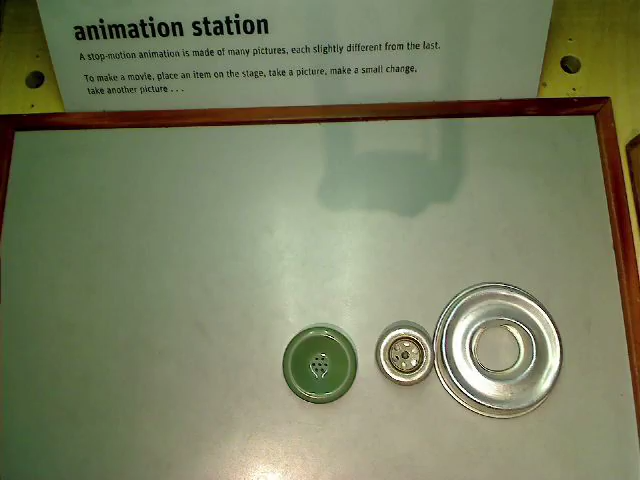 animation station
A stop-motion animation is made of many pictures, each slightly different from the last.
To make a movie, place an item on the stage, take a picture, make a small change,
take another picture . . .